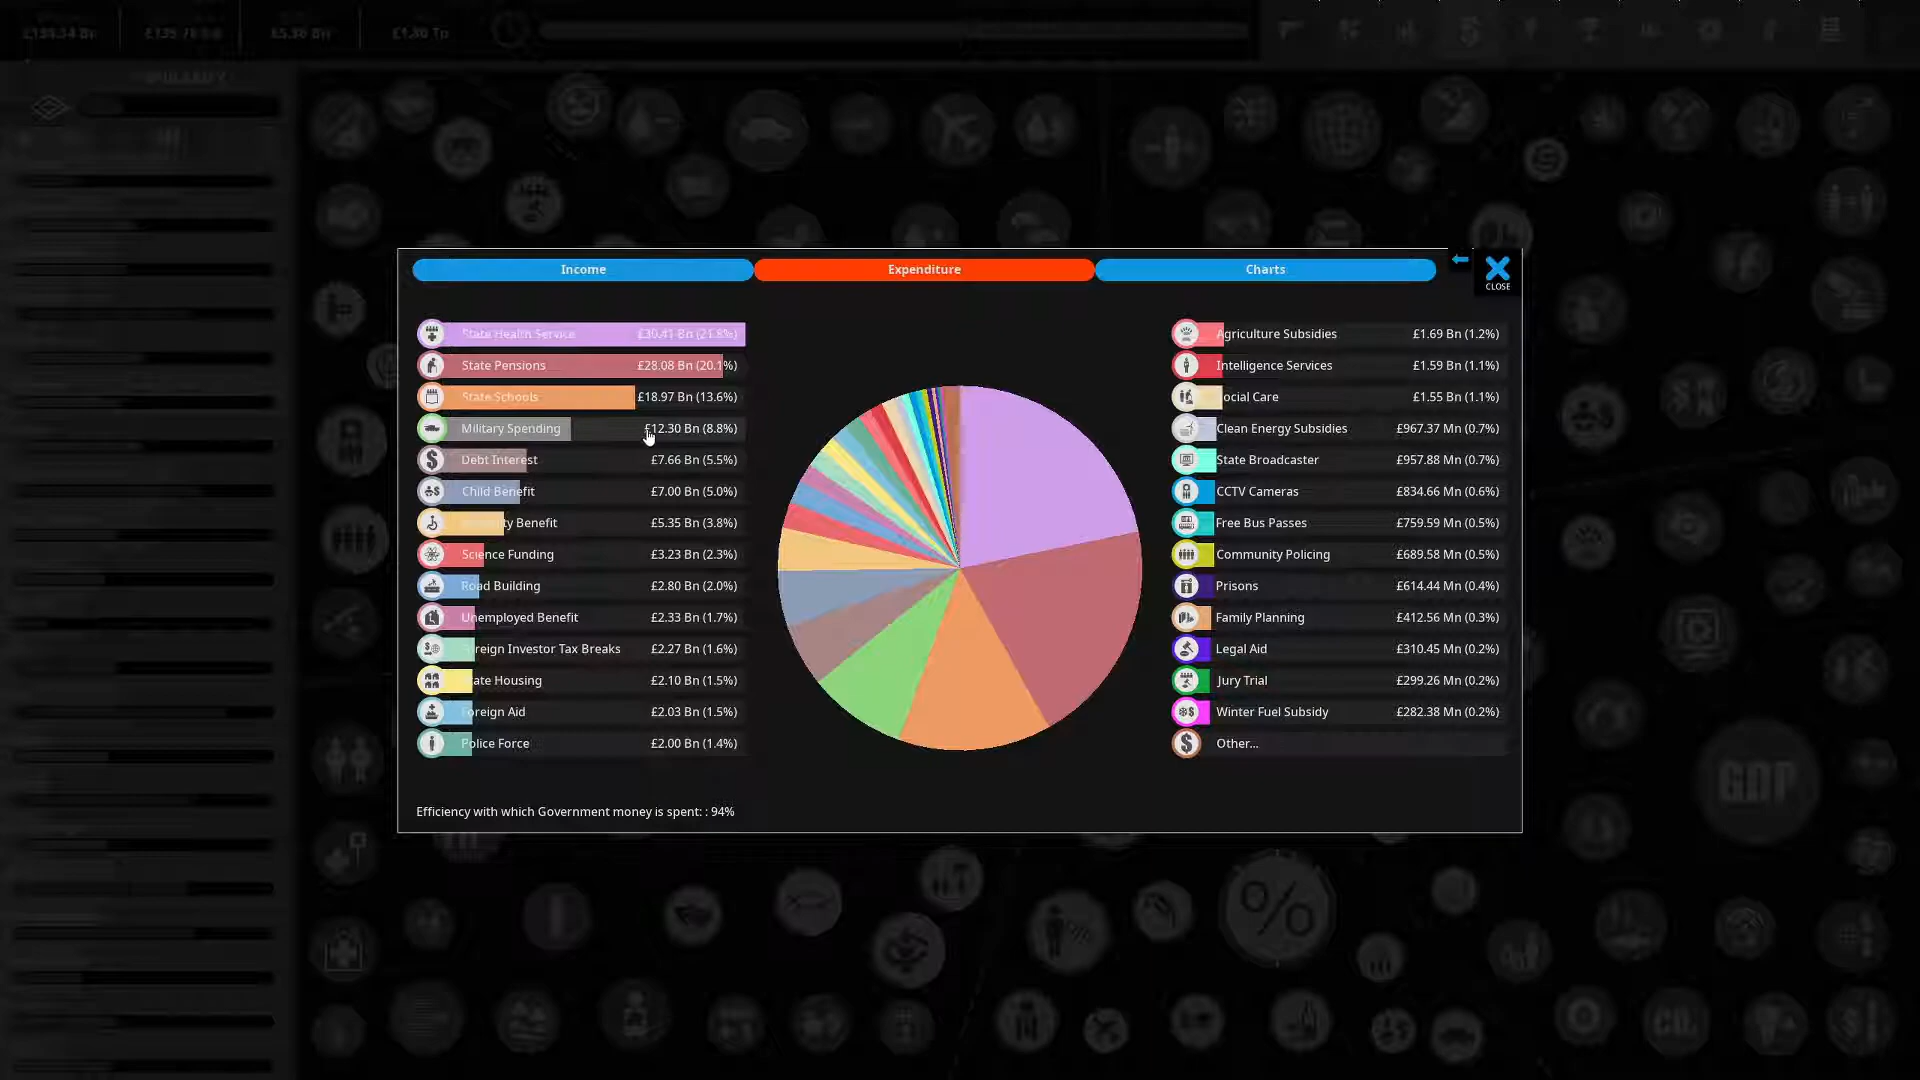 Income
Expenditure
Charts
CLOSE
State Health Service £30.41 Bn (21.8%)
State Pensions £28.08 Bn (20.1%)
State Schools £18.97 Bn (13.6%)
Military Spending £12.30 Bn (8.8%)
Debt Interest £7.66 Bn (5.5%)
Child Benefit £7.00 Bn (5.0%)
Benefit £5.35 Bn (3.8%)
Science Funding £3.23 Bn (2.3%)
Road Building £2.80 Bn (2.0%)
Unemployed Benefit £2.33 Bn (1.7%)
Foreign Investor Tax Breaks £2.27 Bn (1.6%)
State Housing £2.10 Bn (1.5%)
Foreign Aid £2.03 Bn (1.5%)
Police Force £2.00 Bn (1.4%)
Agriculture Subsidies £1.69 Bn (1.2%)
Intelligence Services £1.59 Bn (1.1%)
Social Care £1.55 Bn (1.1%)
Clean Energy Subsidies £967.37 Mn (0.7%)
State Broadcaster £957.88 Mn (0.7%)
CCTV Cameras £834.66 Mn (0.6%)
Free Bus Passes £759.59 Mn (0.5%)
Community Policing £689.58 Mn (0.5%)
Prisons £614.44 Mn (0.4%)
Family Planning £412.56 Mn (0.3%)
Legal Aid £310.45 Mn (0.2%)
Jury Trial £299.26 Mn (0.2%)
Winter Fuel Subsidy £282.38 Mn (0.2%)
Other...
Efficiency with which Government money is spent: : 94%
GDP